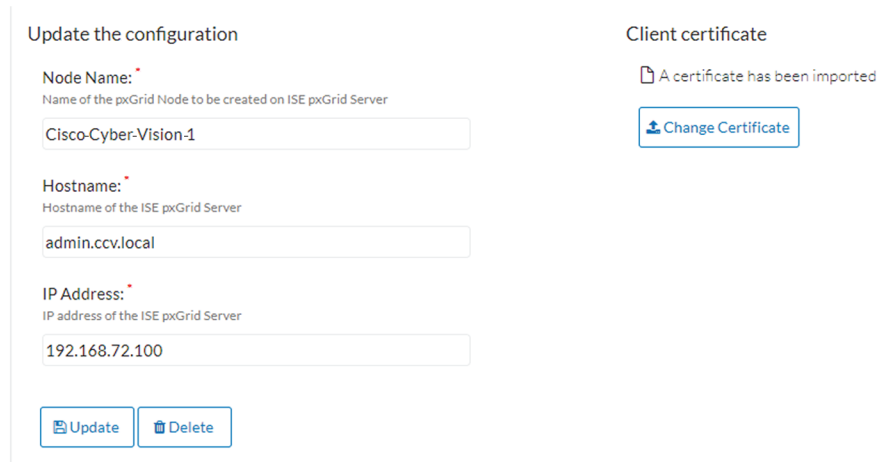 Update the configuration
Node Name: *
Name of the pxGrid Node to be created on ISE pxGrid Server
Cisco-Cyber-Vision-1
Hostname: *
Hostname of the ISE pxGrid Server
admin.ccv.local
IP Address: *
IP address of the ISE pxGrid Server
192.168.72.100
Update
Delete
Client certificate
A certificate has been imported
Change Certificate